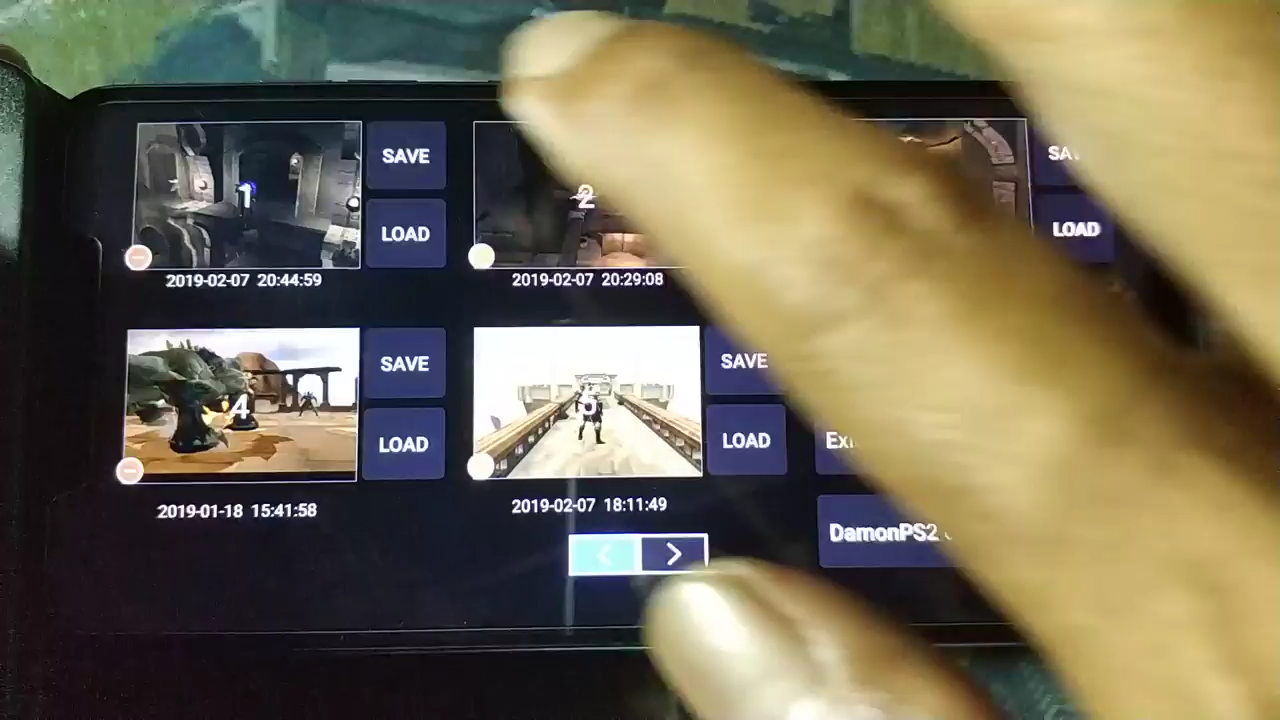 1
SAVE
LOAD
2019-02-07 20:44:59
2
2019-02-07 20:29:08
LOAD
4
SAVE
LOAD
2019-01-18 15:41:58
5
SAVE
LOAD
2019-02-07 18:11:49
< >
DamonPS2